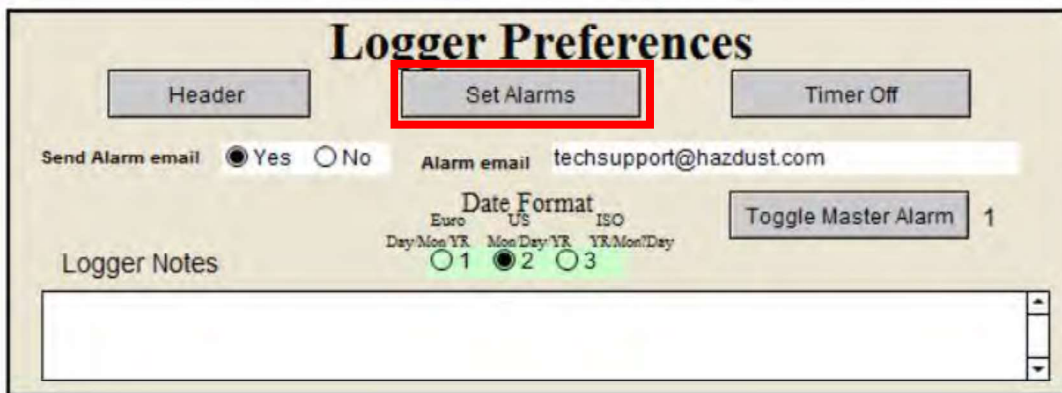 Logger Preferences
Header Set Alarms Timer Off
Send Alarm email Yes No Alarm email techsupport@hazdust.com
Date Format
Euro US ISO
Day/Mon/YR Mon/Day/YR YR/Mon?Day
1 2 3
Toggle Master Alarm 1
Logger Notes